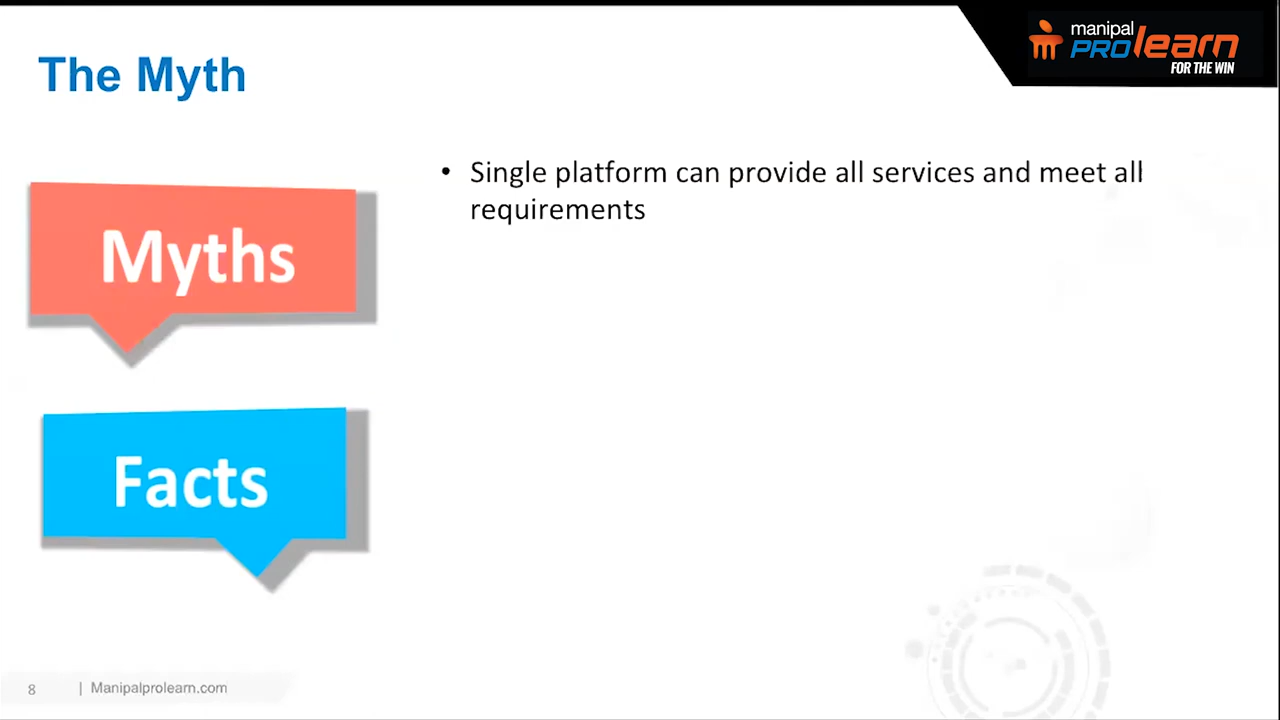 The Myth
manipal
PROlearn
FOR THE WIN
• Single platform can provide all services and meet all
requirements
Myths
Facts
8 | Manipalprolearn.com